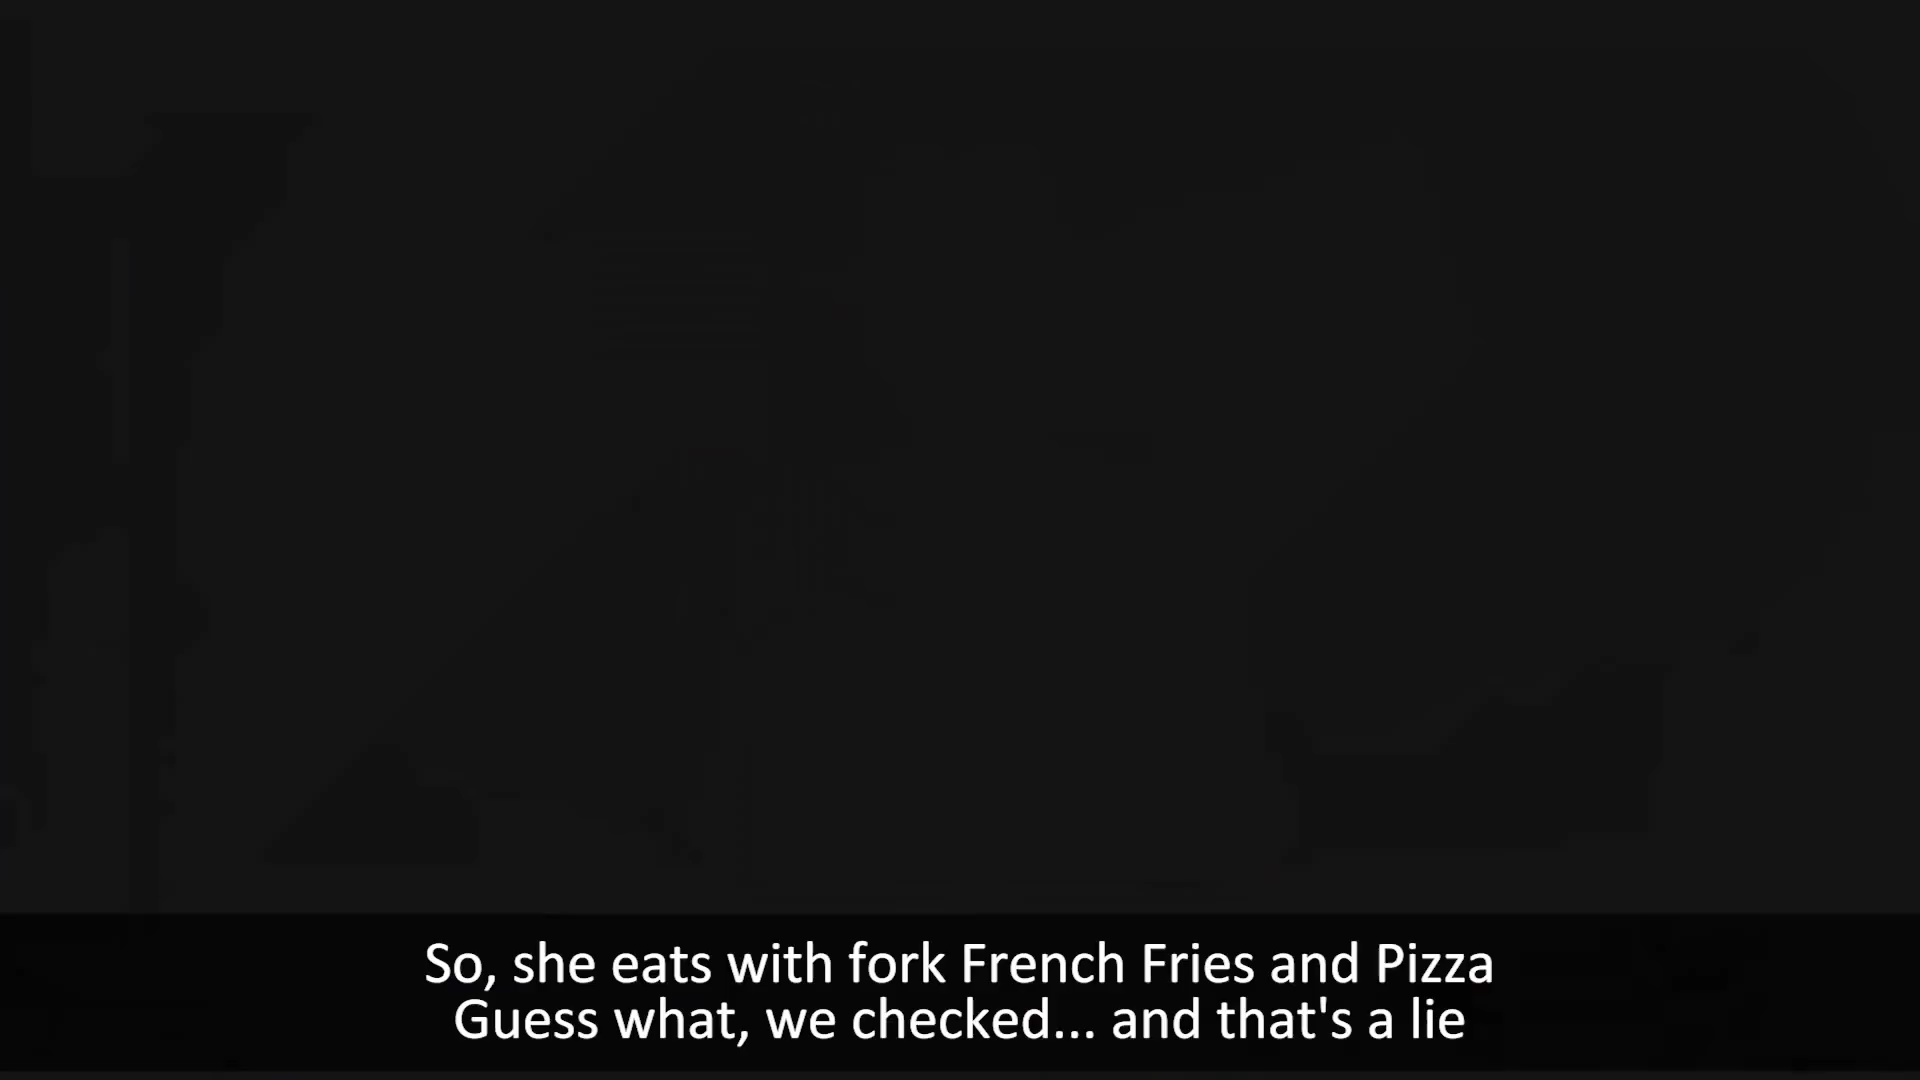 So, she eats with fork French Fries and Pizza
Guess what, we checked... and that's a lie